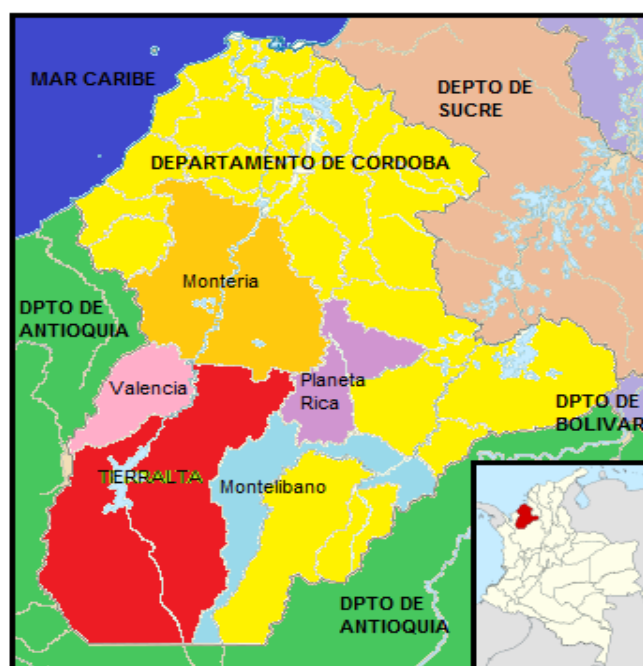 MAR CARIBE
DEPTO DE
SUCRE
DEPARTAMENTO DE CORDOBA
Monteria
DPTO DE
ANTIOQUIA
Valencia
Planeta
Rica
DPTO DE
BOLIVAR
TIERRALTA
Montelibano
DPTO DE
ANTIOQUIA